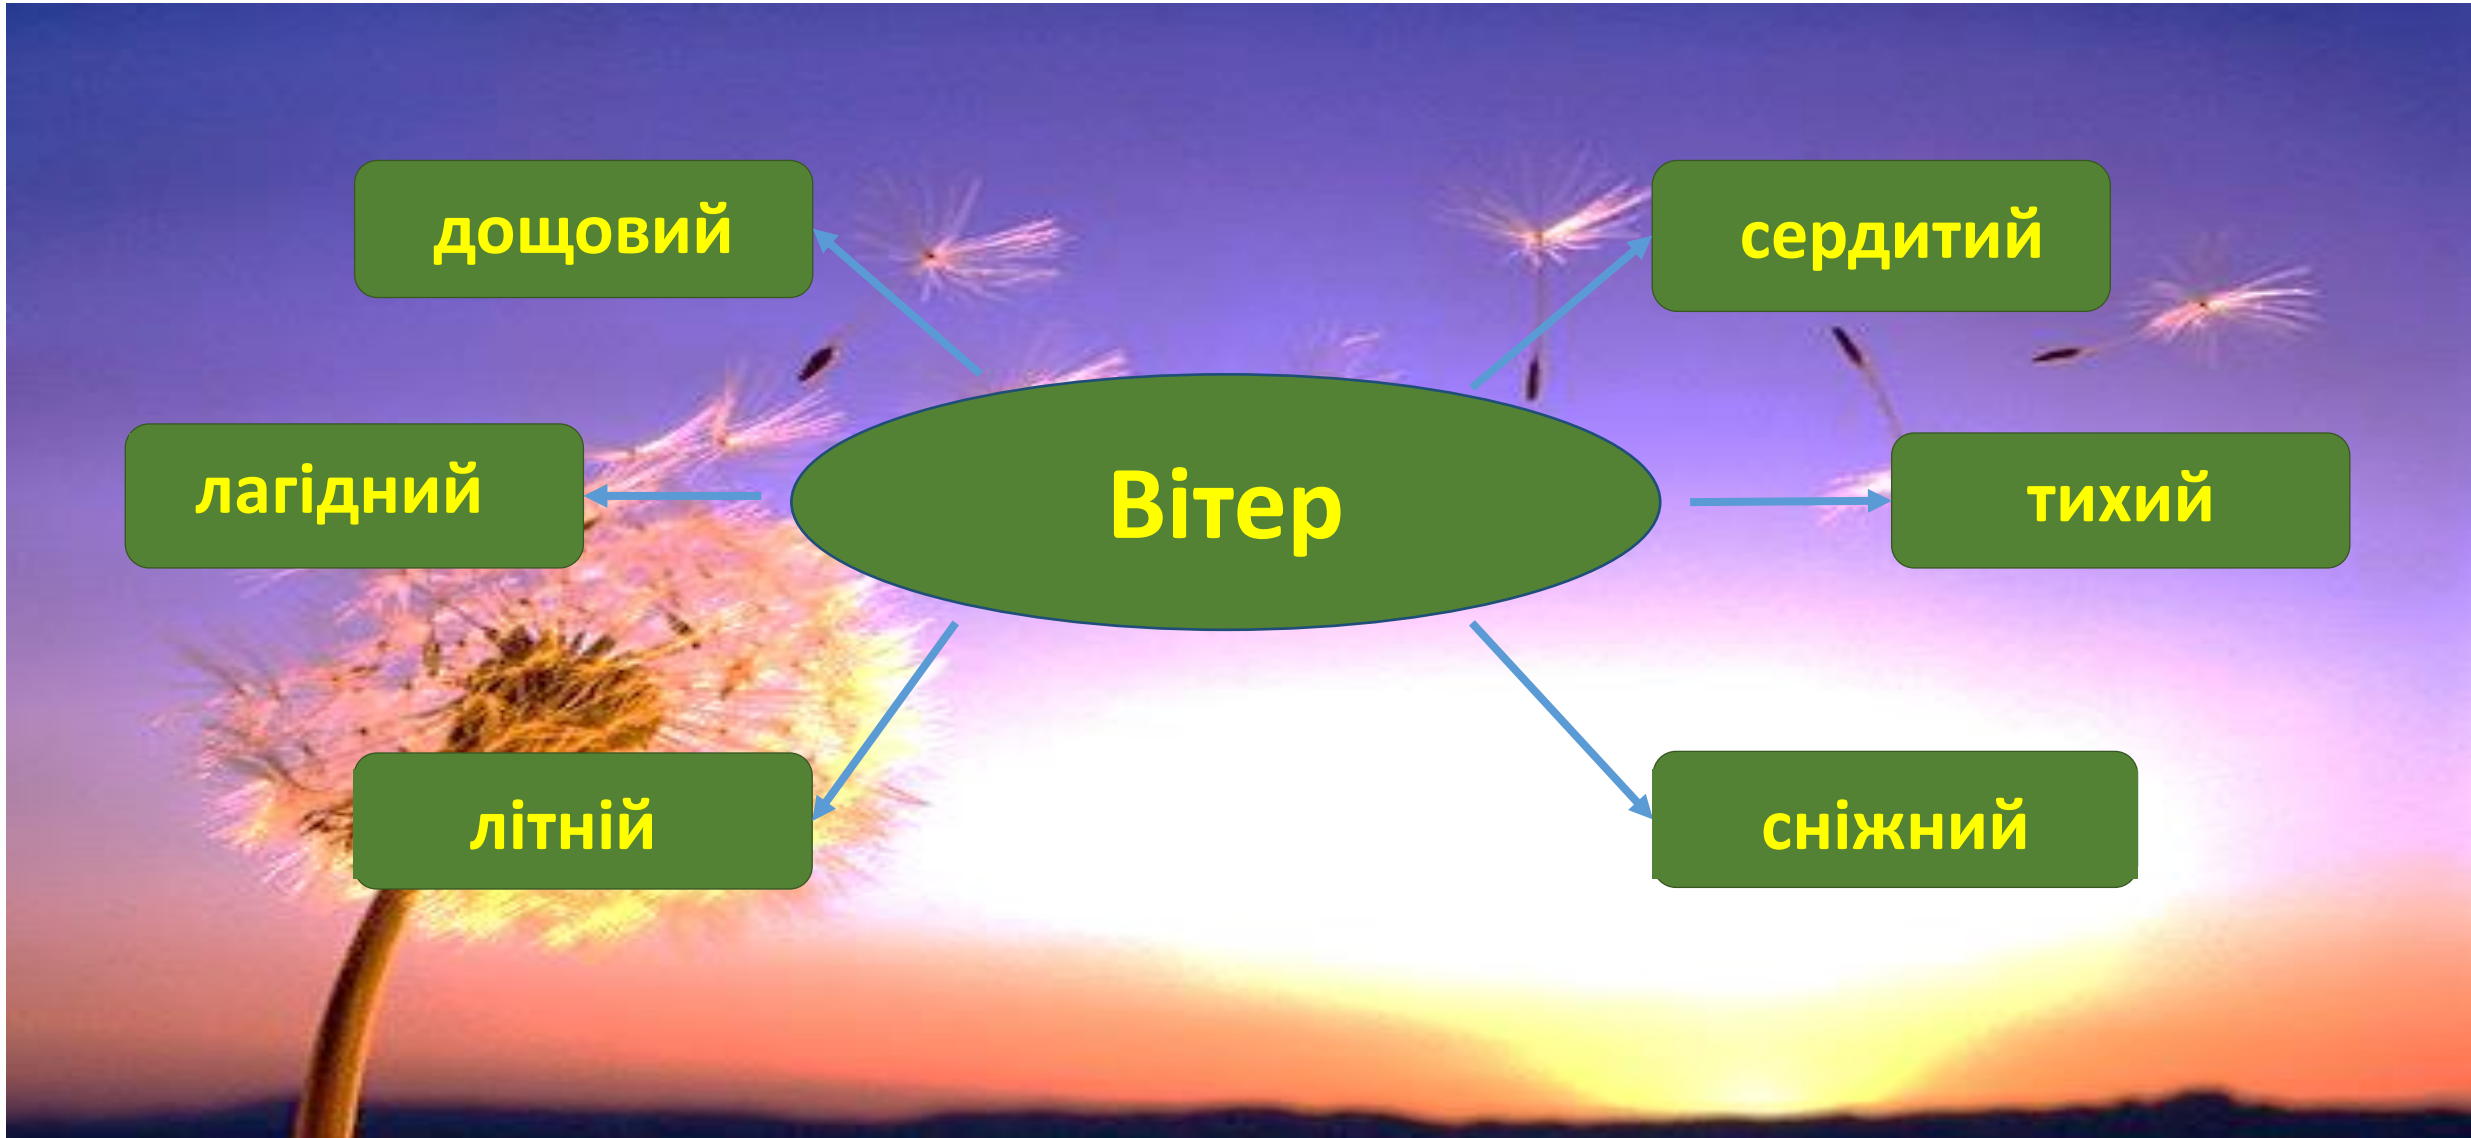 дощовий
сердитий
лагідний
Вітер
тихий
літній
сніжний